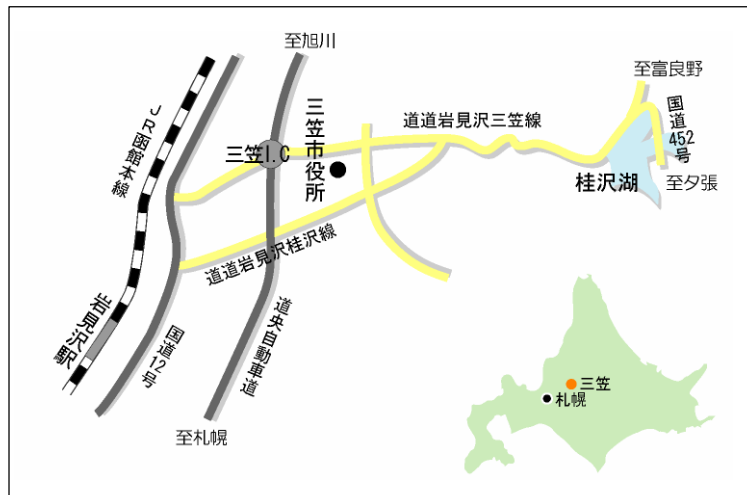 至旭川
至富良野
国道452号
道道岩見沢三笠線
三笠市役所
JR函館本線
三笠I.C
桂沢湖
至夕張
道道岩見沢桂沢線
岩見沢駅
国道12号
道央自動車道
至札幌
三笠
札幌